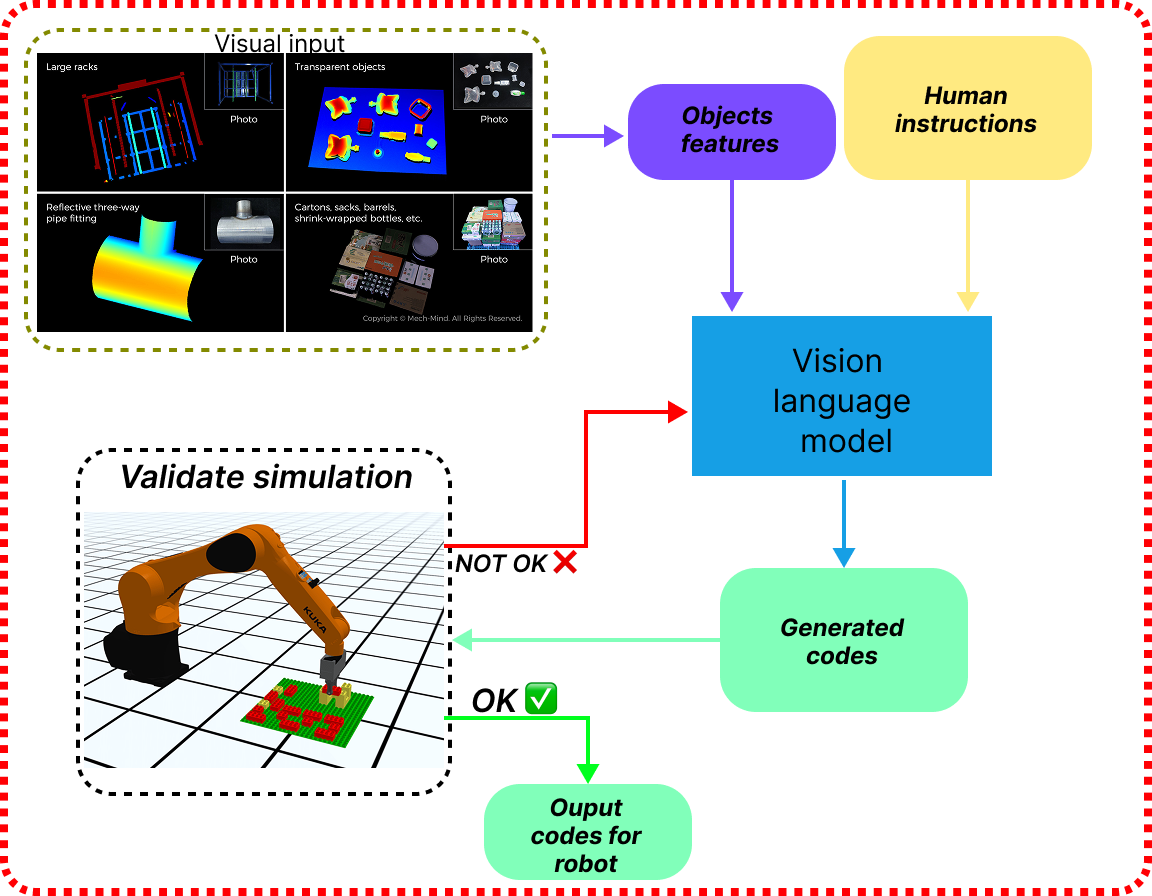 Visual input
Large racks
Photo
Transparent objects
Photo
Reflective three-way
pipe fitting
Photo
Cartons, sacks, barrels,
shrink-wrapped bottles, etc.
Photo
Copyright © Mech-Mind. All Rights Reserved.
Objects
features
Human
instructions
Vision
language
model
Validate simulation
KUKA
NOT OK
Generated
codes
OK
Ouput
codes for
robot